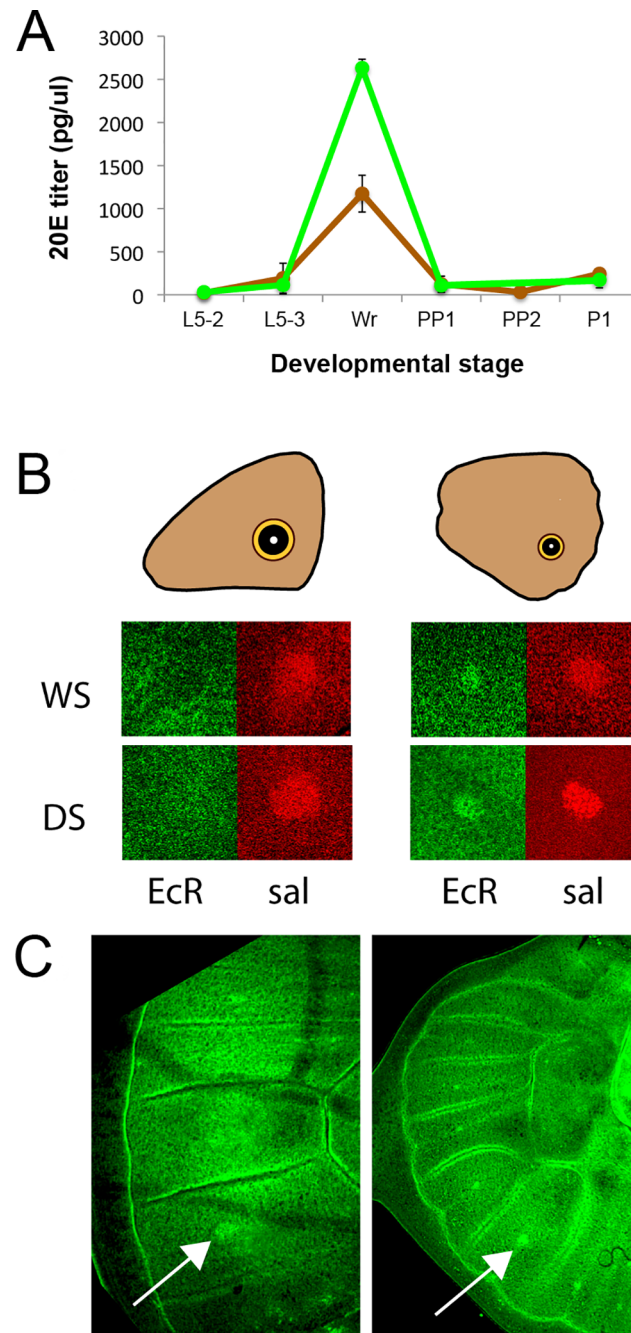 A
3000
2500
2000
1500
1000
500
0
20E titer (pg/ul)
L5-2 L5-3 Wr PP1 PP2 P1
Developmental stage
B
WS
DS
EcR sal EcR sal
C